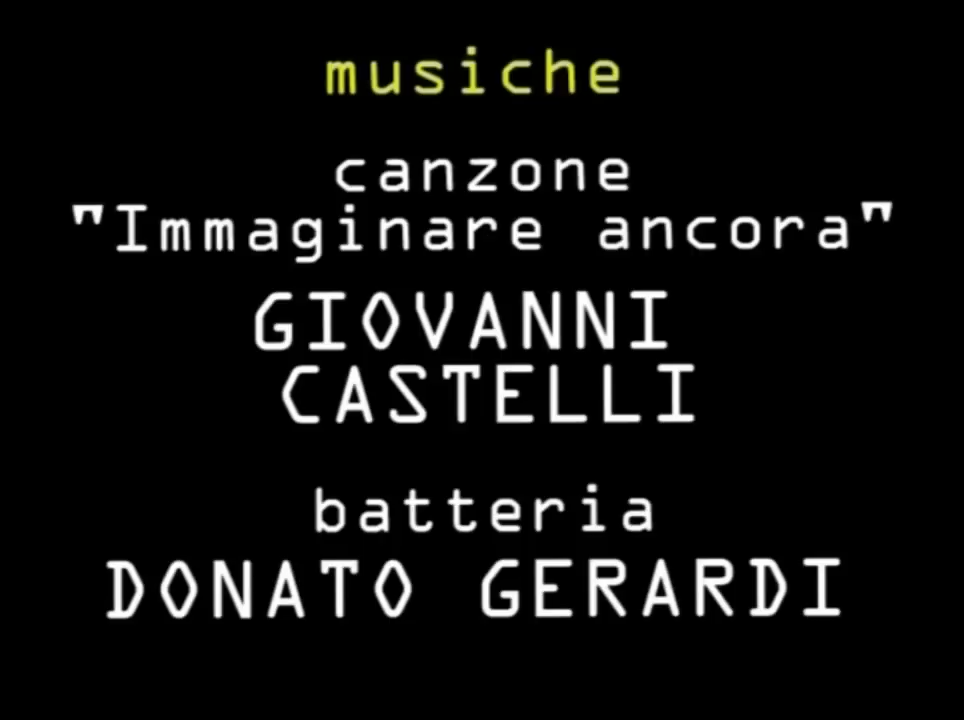 musiche
canzone
"Immaginare ancora"
GIOVANNI
CASTELLI
batteria
DONATO GERARDI